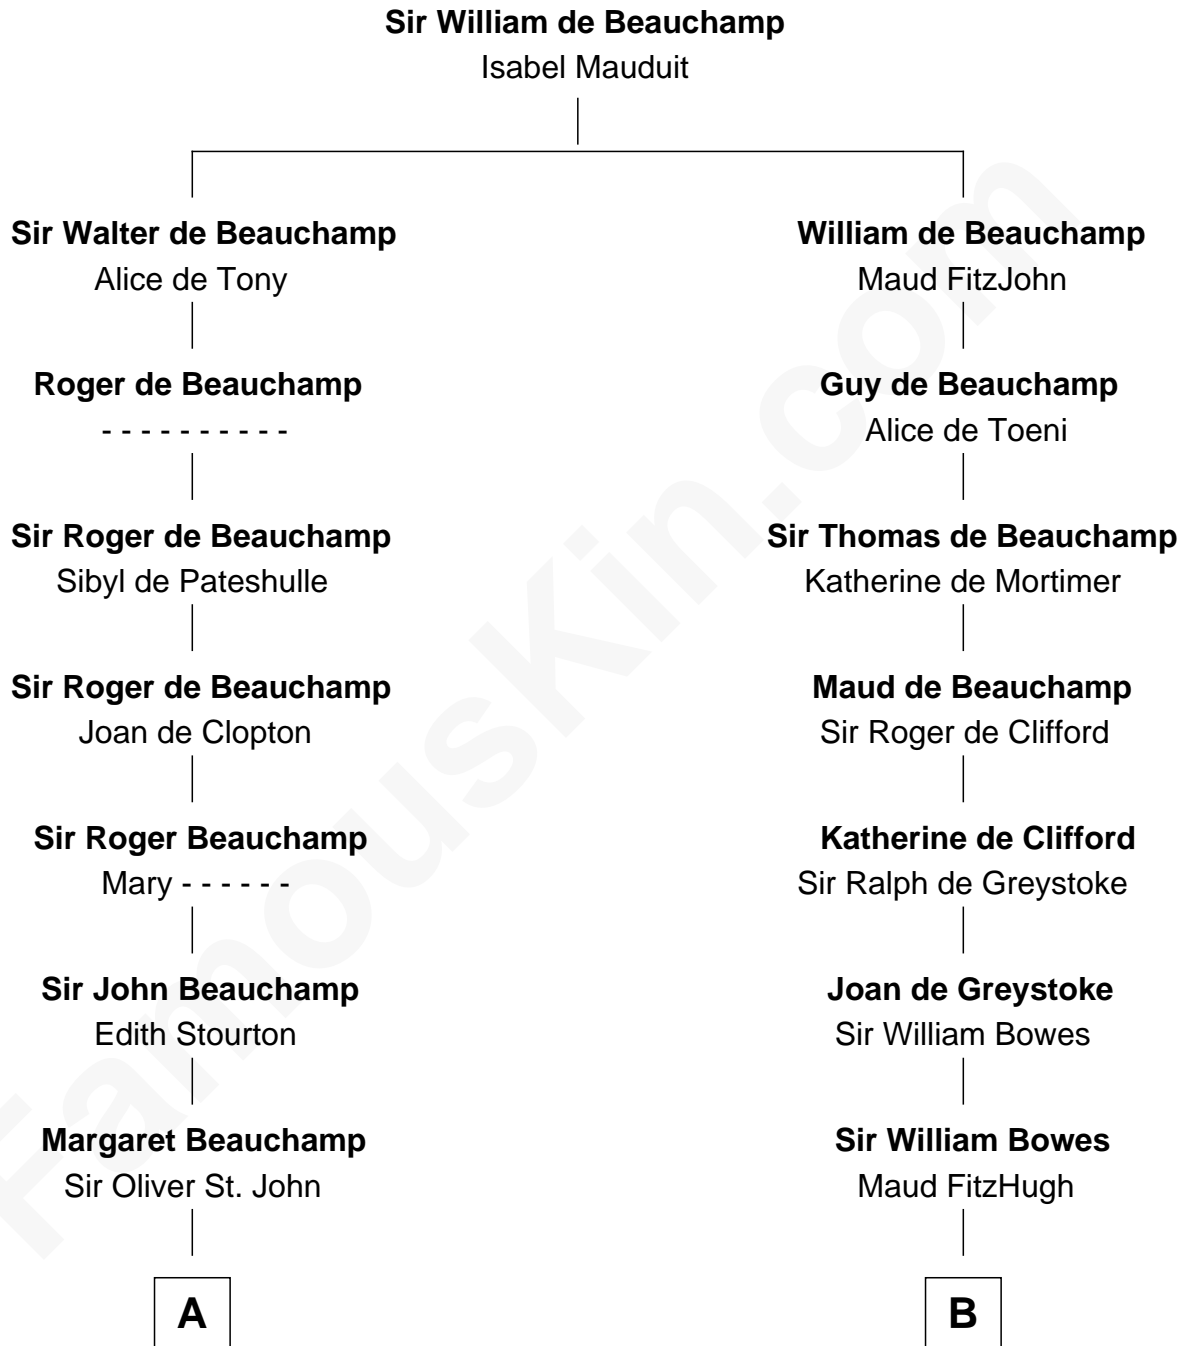 Sir William de Beauchamp
Isabel Mauduit
Sir Walter de Beauchamp
Alice de Tony
William de Beauchamp
Maud FitzJohn
Roger de Beauchamp
- - - - - - - - - -
Guy de Beauchamp
Alice de Toeni
Sir Roger de Beauchamp
Sibyl de Pateshulle
Sir Thomas de Beauchamp
Katherine de Mortimer
Sir Roger de Beauchamp
Joan de Clopton
Maud de Beauchamp
Sir Roger de Clifford
Sir Roger Beauchamp
Mary - - - - - -
Katherine de Clifford
Sir Ralph de Greystoke
Sir John Beauchamp
Edith Stourton
Joan de Greystoke
Sir William Bowes
Margaret Beauchamp
Sir Oliver St. John
Sir William Bowes
Maud FitzHugh
A
B
FamousKin.com